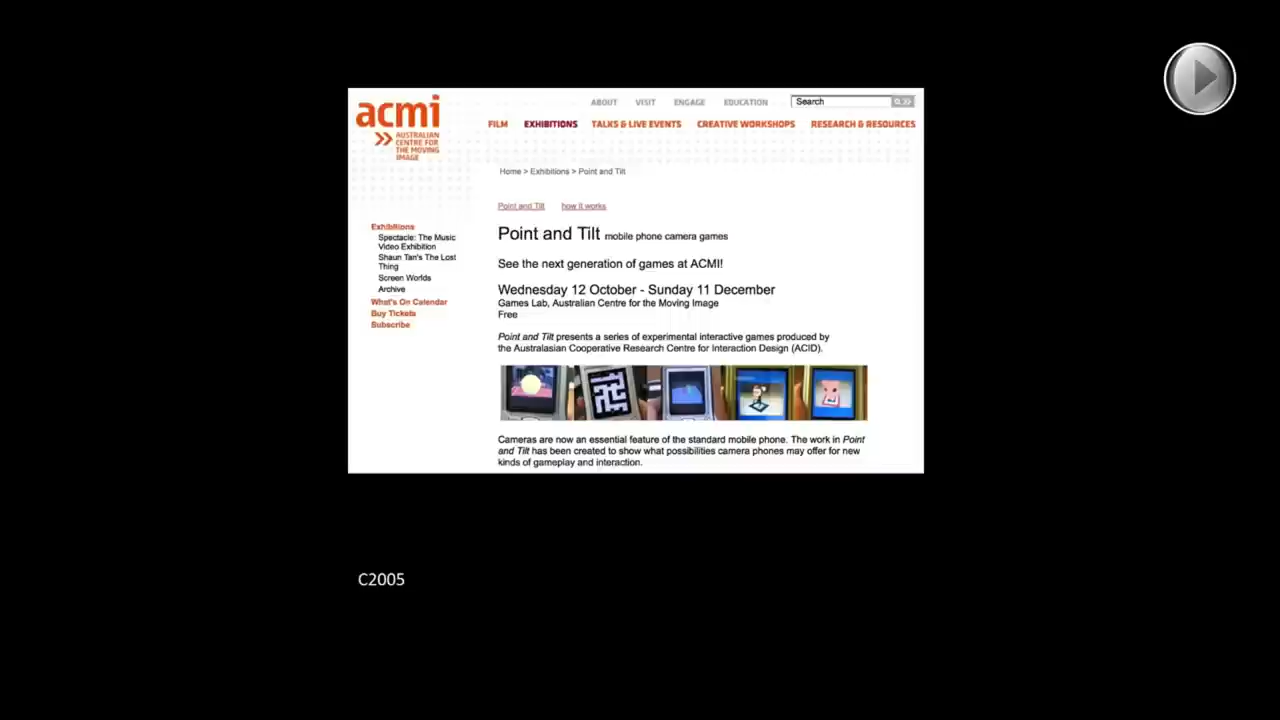 acmi
AUSTRALIAN
CENTRE FOR
THE MOVING
IMAGE
ABOUT VISIT ENGAGE EDUCATION Search
FILM EXHIBITIONS TALKS & LIVE EVENTS CREATIVE WORKSHOPS RESEARCH & RESOURCES
Home > Exhibitions > Point and Tilt
Point and Tilt how it works
Exhibitions
Spectacle: The Music
Video Exhibition
Shaun Tan's The Lost
Thing
Screen Worlds
Archive
What's On Calendar
Buy Tickets
Subscribe
Point and Tilt mobile phone camera games
See the next generation of games at ACMI!
Wednesday 12 October - Sunday 11 December
Games Lab, Australian Centre for the Moving Image
Free
Point and Tilt presents a series of experimental interactive games produced by
the Australasian Cooperative Research Centre for Interaction Design (ACID).
Cameras are now an essential feature of the standard mobile phone. The work in Point
and Tilt has been created to show what possibilities camera phones may offer for new
kinds of gameplay and interaction.
C2005